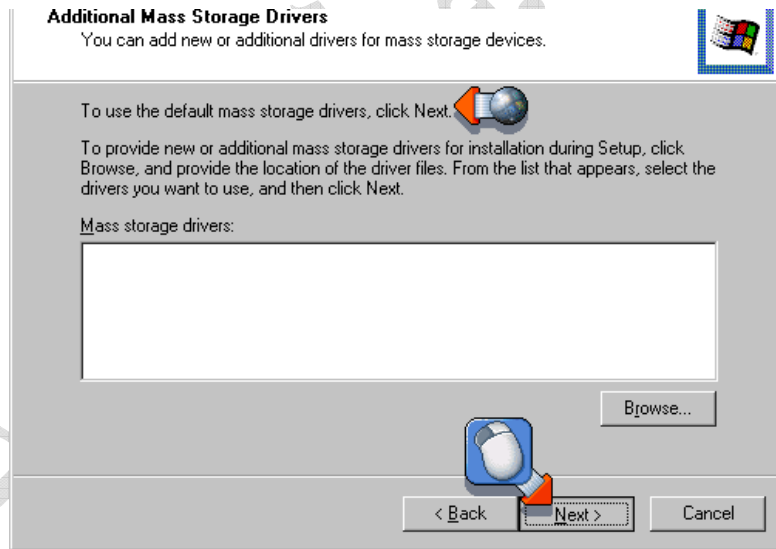 Additional Mass Storage Drivers
You can add new or additional drivers for mass storage devices.
To use the default mass storage drivers, click Next.
To provide new or additional mass storage drivers for installation during Setup, click
Browse, and provide the location of the driver files. From the list that appears, select the
drivers you want to use, and then click Next.
Mass storage drivers:
Browse...
< Back Next > Cancel